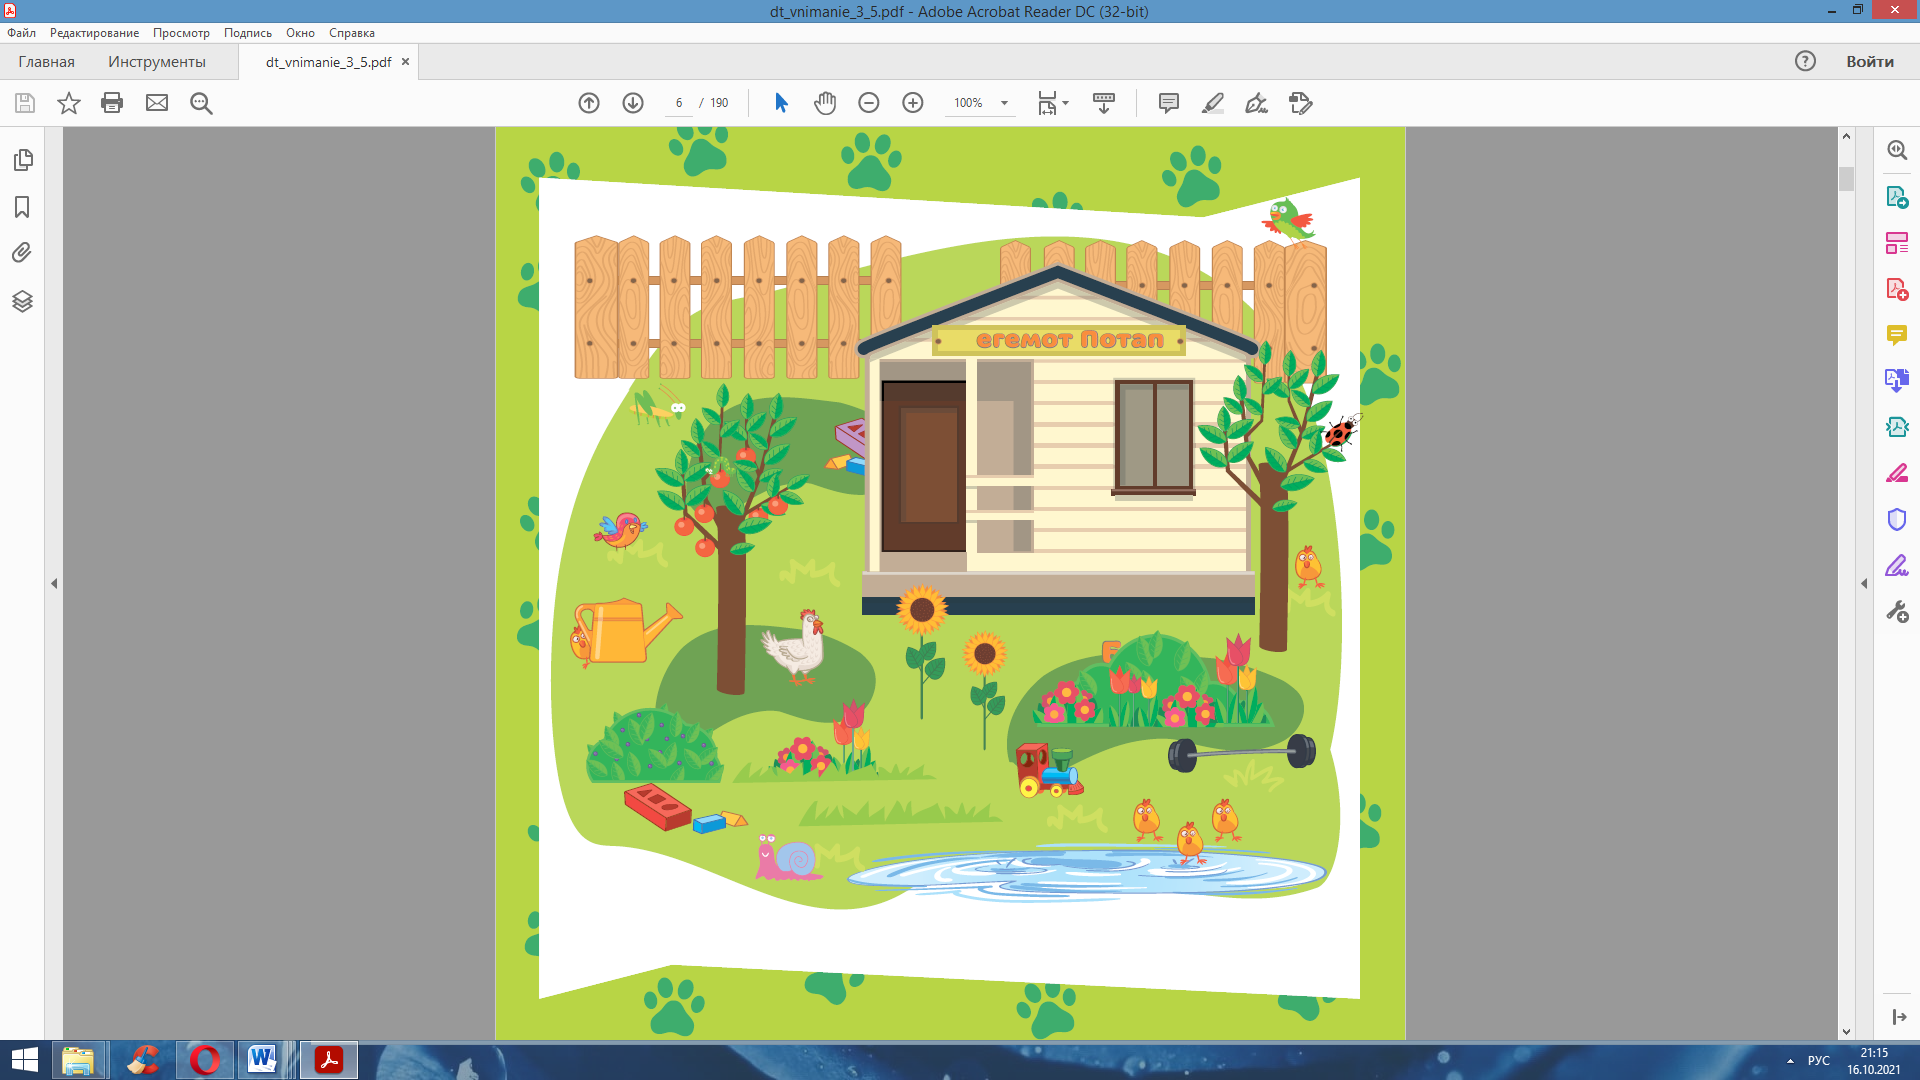 dt_vnimanie_3_5.pdf - Adobe Acrobat Reader DC (32-bit)
Файл Редактирование Просмотр Подпись Окно Справка
Главная Инструменты dt_vnimanie_3_5.pdf × Войти
6 / 190 100%
егемот Потап
Б
РУС 21:15
16.10.2021